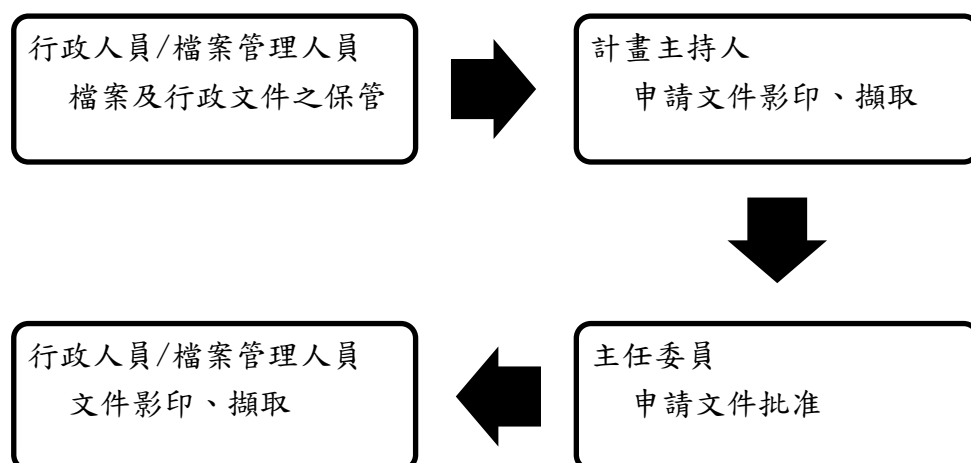 行政人員/檔案管理人員
檔案及行政文件之保管
計畫主持人
申請文件影印、擷取
主任委員
申請文件批准
行政人員/檔案管理人員
文件影印、擷取